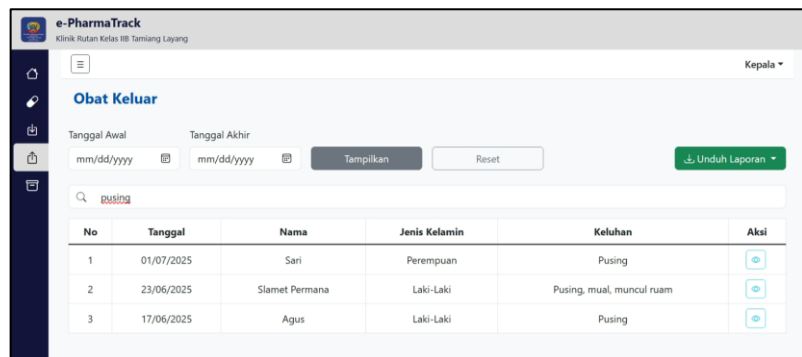 e-PharmaTrack
Klinik Rutan Kelas IIB Tamiang Layang
Kepala
Obat Keluar
Tanggal Awal Tanggal Akhir
mm/dd/yyyy mm/dd/yyyy Tampilkan Reset Unduh Laporan
pusing
No Tanggal Nama Jenis Kelamin Keluhan Aksi
1 01/07/2025 Sari Perempuan Pusing
2 23/06/2025 Slamet Permana Laki-Laki Pusing, mual, muncul ruam
3 17/06/2025 Agus Laki-Laki Pusing